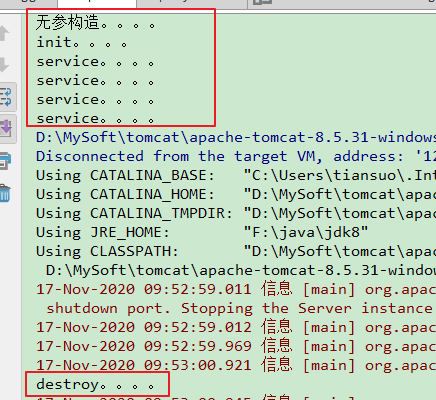 无参构造。。。。
init。。。。
service。。。。
service。。。。
service。。。。
service。。。。
D:\MySoft\tomcat\apache-tomcat-8.5.31-windows
Disconnected from the target VM, address: '12
Using CATALINA_BASE:   "C:\Users\tiansuo\.Int
Using CATALINA_HOME:   "D:\MySoft\tomcat\apac
Using CATALINA_TMPDIR: "D:\MySoft\tomcat\apac
Using JRE_HOME:        "F:\java\jdk8"
Using CLASSPATH:       "D:\MySoft\tomcat\apac
D:\MySoft\tomcat\apache-tomcat-8.5.31-window
17-Nov-2020 09:52:59.011 信息 [main] org.apac
shutdown port. Stopping the Server instance
17-Nov-2020 09:52:59.012 信息 [main] org.apac
17-Nov-2020 09:52:59.969 信息 [main] org.apac
17-Nov-2020 09:53:00.921 信息 [main] org.apac
destroy。。。。